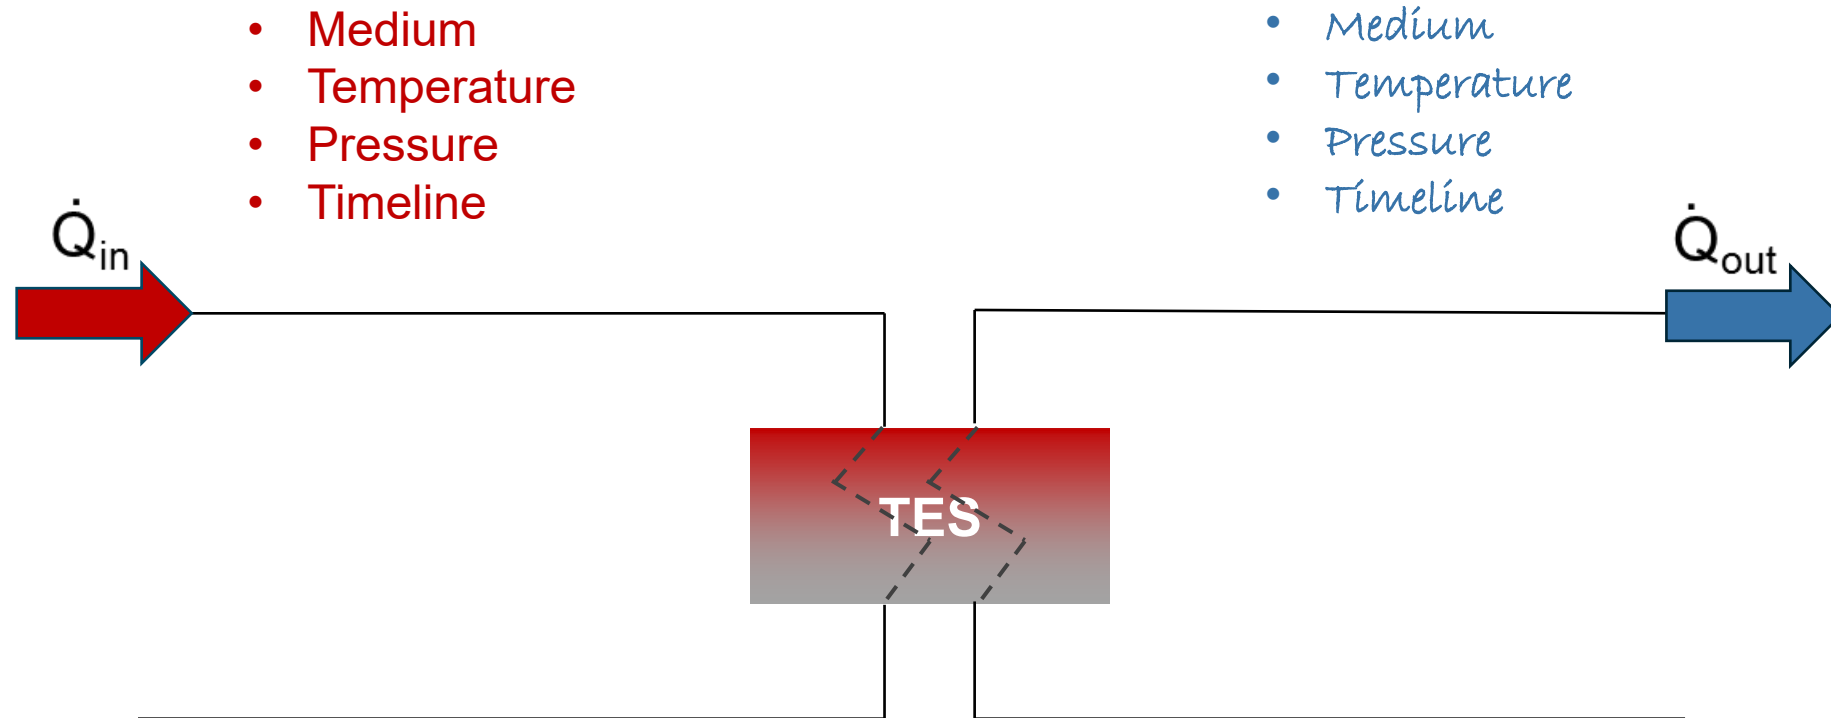 • Medium
• Temperature
• Pressure
• Timeline
• Medium
• Temperature
• Pressure
• Timeline
Q̇in
Q̇out
TES